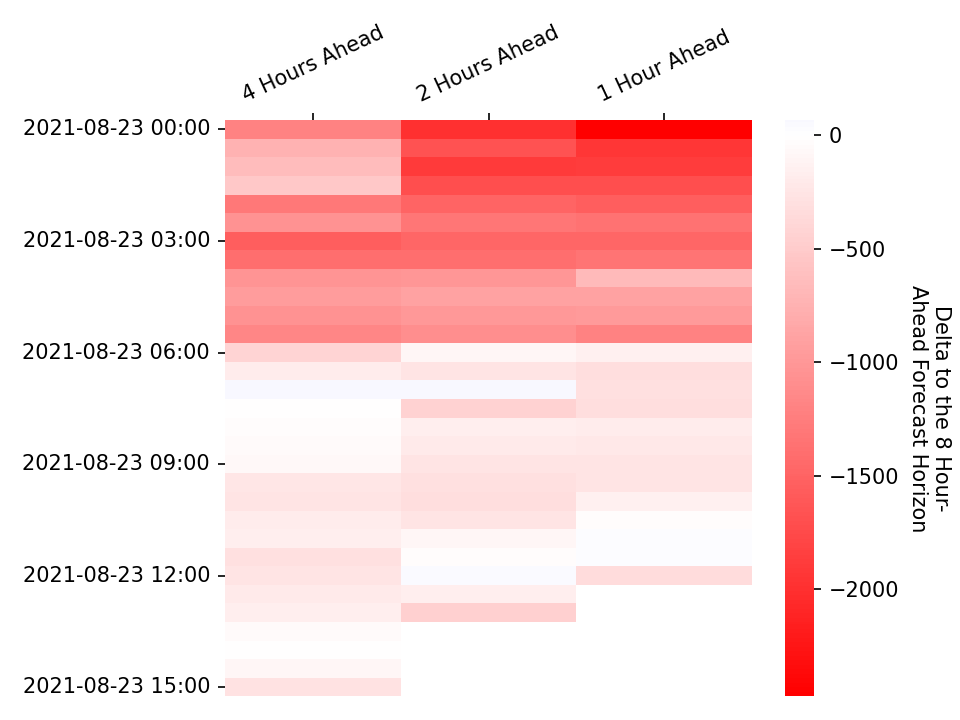 4 Hours Ahead
2 Hours Ahead
1 Hour Ahead
2021-08-23 00:00
2021-08-23 03:00
2021-08-23 06:00
2021-08-23 09:00
2021-08-23 12:00
2021-08-23 15:00
0
−500
−1000
−1500
−2000
Delta to the 8 Hour-
Ahead Forecast Horizon